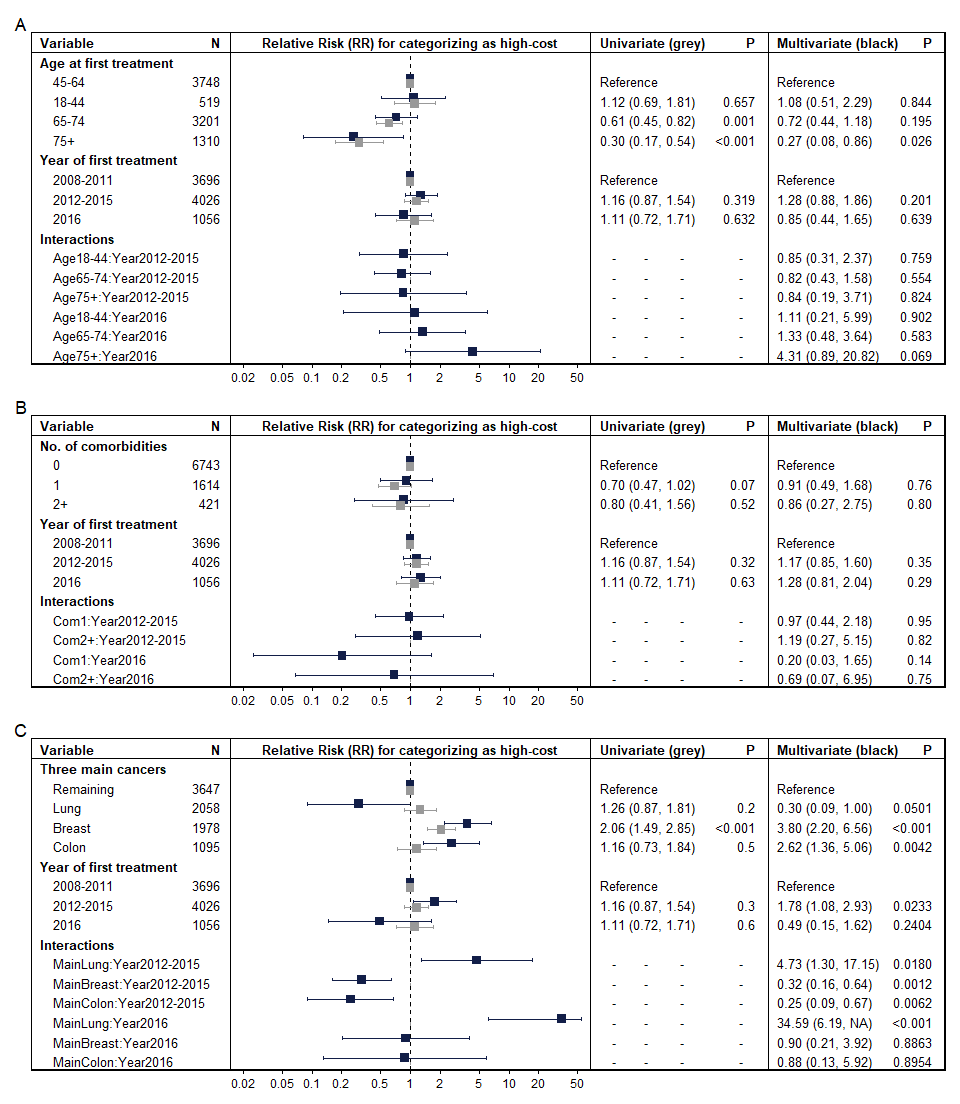 A
Variable N Relative Risk (RR) for categorizing as high-cost Univariate (grey) P Multivariate (black) P
Age at first treatment
45-64 3748 Reference Reference
18-44 519 1.12 (0.69, 1.81) 0.657 1.08 (0.51, 2.29) 0.844
65-74 3201 0.61 (0.45, 0.82) 0.001 0.72 (0.44, 1.18) 0.195
75+ 1310 0.30 (0.17, 0.54) <0.001 0.27 (0.08, 0.86) 0.026
Year of first treatment
2008-2011 3696 Reference Reference
2012-2015 4026 1.16 (0.87, 1.54) 0.319 1.28 (0.88, 1.86) 0.201
2016 1056 1.11 (0.72, 1.71) 0.632 0.85 (0.44, 1.65) 0.639
Interactions
Age18-44:Year2012-2015 - - - - 0.85 (0.31, 2.37) 0.759
Age65-74:Year2012-2015 - - - - 0.82 (0.43, 1.58) 0.554
Age75+:Year2012-2015 - - - - 0.84 (0.19, 3.71) 0.824
Age18-44:Year2016 - - - - 1.11 (0.21, 5.99) 0.902
Age65-74:Year2016 - - - - 1.33 (0.48, 3.64) 0.583
Age75+:Year2016 - - - - 4.31 (0.89, 20.82) 0.069
0.02 0.05 0.1 0.2 0.5 1 2 5 10 20 50
B
Variable N Relative Risk (RR) for categorizing as high-cost Univariate (grey) P Multivariate (black) P
No. of comorbidities
0 6743 Reference Reference
1 1614 0.70 (0.47, 1.02) 0.07 0.91 (0.49, 1.68) 0.76
2+ 421 0.80 (0.41, 1.56) 0.52 0.86 (0.27, 2.75) 0.80
Year of first treatment
2008-2011 3696 Reference Reference
2012-2015 4026 1.16 (0.87, 1.54) 0.32 1.17 (0.85, 1.60) 0.35
2016 1056 1.11 (0.72, 1.71) 0.63 1.28 (0.81, 2.04) 0.29
Interactions
Com1:Year2012-2015 - - - - 0.97 (0.44, 2.18) 0.95
Com2+:Year2012-2015 - - - - 1.19 (0.27, 5.15) 0.82
Com1:Year2016 - - - - 0.20 (0.03, 1.65) 0.14
Com2+:Year2016 - - - - 0.69 (0.07, 6.95) 0.75
0.02 0.05 0.1 0.2 0.5 1 2 5 10 20 50
C
Variable N Relative Risk (RR) for categorizing as high-cost Univariate (grey) P Multivariate (black) P
Three main cancers
Remaining 3647 Reference Reference
Lung 2058 1.26 (0.87, 1.81) 0.2 0.30 (0.09, 1.00) 0.0501
Breast 1978 2.06 (1.49, 2.85) <0.001 3.80 (2.20, 6.56) <0.001
Colon 1095 1.16 (0.73, 1.84) 0.5 2.62 (1.36, 5.06) 0.0042
Year of first treatment
2008-2011 3696 Reference Reference
2012-2015 4026 1.16 (0.87, 1.54) 0.3 1.78 (1.08, 2.93) 0.0233
2016 1056 1.11 (0.72, 1.71) 0.6 0.49 (0.15, 1.62) 0.2404
Interactions
MainLung:Year2012-2015 - - - - 4.73 (1.30, 17.15) 0.0180
MainBreast:Year2012-2015 - - - - 0.32 (0.16, 0.64) 0.0012
MainColon:Year2012-2015 - - - - 0.25 (0.09, 0.67) 0.0062
MainLung:Year2016 - - - - 34.59 (6.19, NA) <0.001
MainBreast:Year2016 - - - - 0.90 (0.21, 3.92) 0.8863
MainColon:Year2016 - - - - 0.88 (0.13, 5.92) 0.8954
0.02 0.05 0.1 0.2 0.5 1 2 5 10 20 50